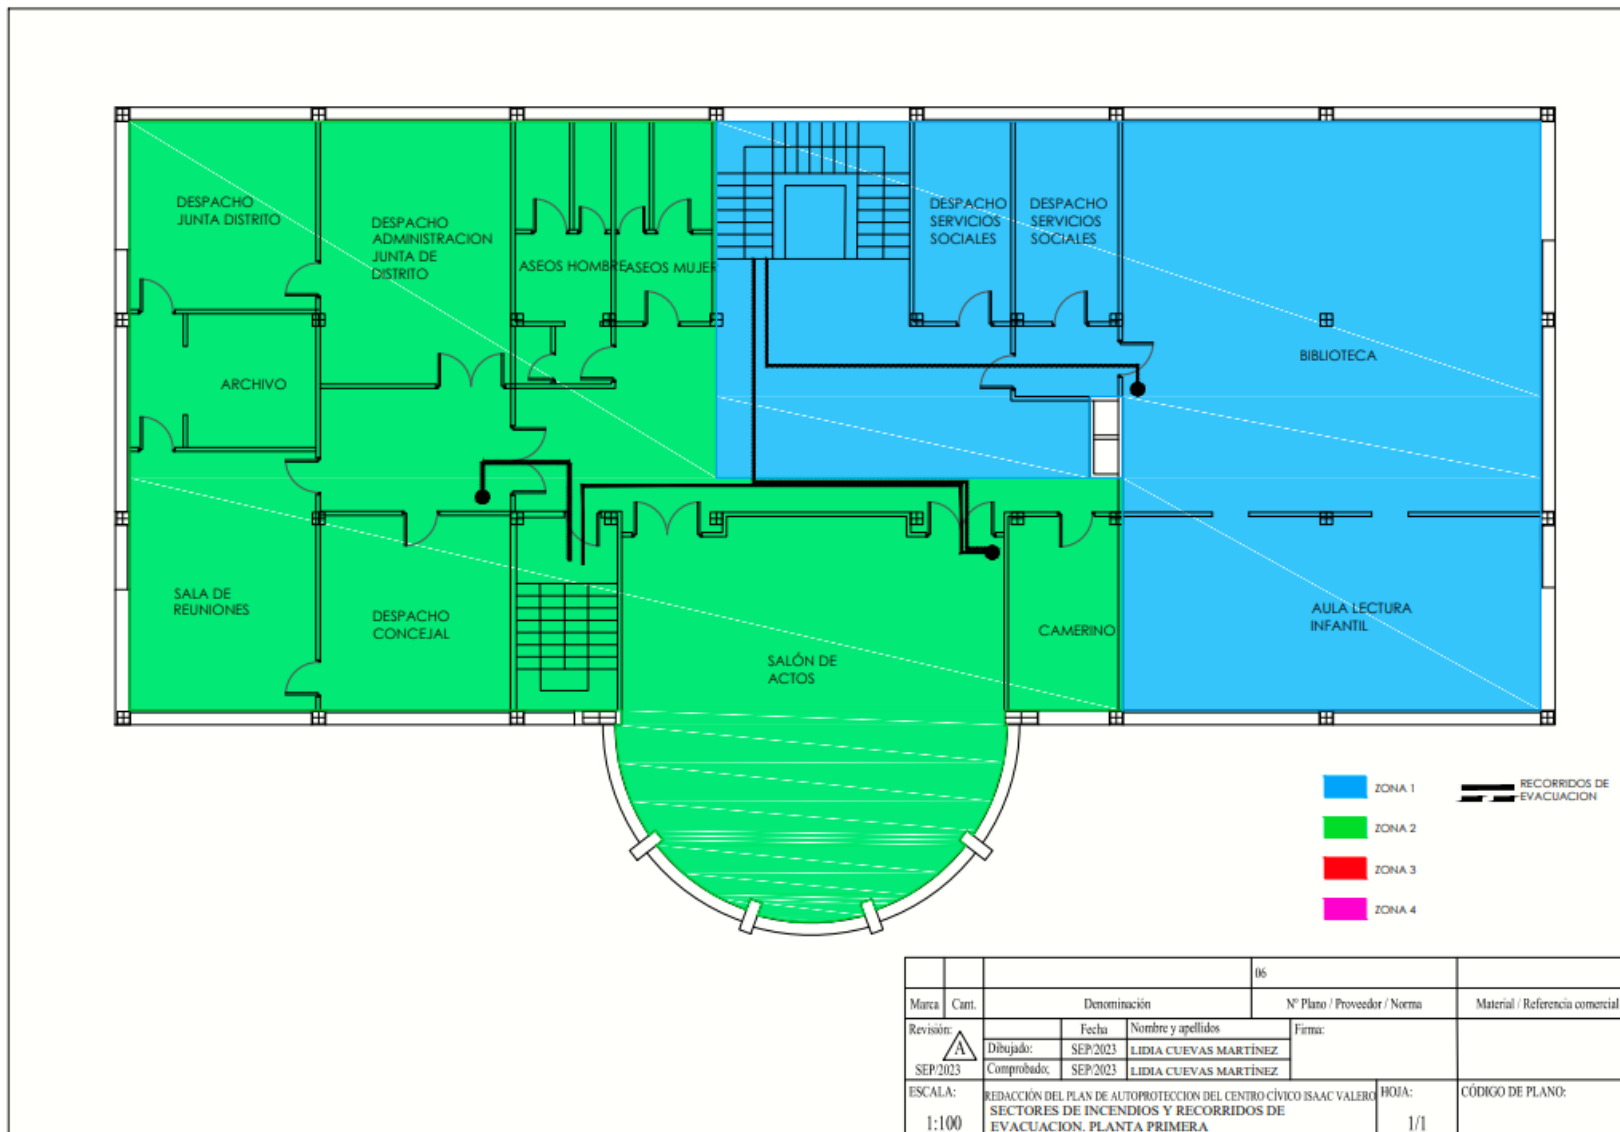 DESPACHO
JUNTA DISTRITO
DESPACHO
ADMINISTRACION
JUNTA DE
DISTRITO
ASEOS HOMBRE
ASEOS MUJER
DESPACHO
SERVICIOS
SOCIALES
DESPACHO
SERVICIOS
SOCIALES
BIBLIOTECA
ARCHIVO
SALA DE
REUNIONES
DESPACHO
CONCEJAL
SALÓN DE
ACTOS
CAMERINO
AULA LECTURA
INFANTIL
ZONA 1
ZONA 2
ZONA 3
ZONA 4
RECORRIDOS DE
EVACUACION
06
Marca Cant. Denominación Nº Plano / Proveedor / Norma Material / Referencia comercial
Revisión: A SEP/2023
Fecha Nombre y apellidos Firma:
Dibujado: SEP/2023 LIDIA CUEVAS MARTÍNEZ
Comprobado; SEP/2023 LIDIA CUEVAS MARTÍNEZ
ESCALA: 1:100
REDACCIÓN DEL PLAN DE AUTOPROTECCION DEL CENTRO CÍVICO ISAAC VALERO
SECTORES DE INCENDIOS Y RECORRIDOS DE
EVACUACION. PLANTA PRIMERA
HOJA: 1/1
CÓDIGO DE PLANO: